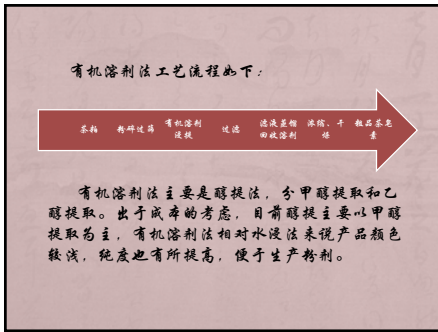 有机溶剂法工艺流程如下：
茶粕
粉碎过筛
有机溶剂
浸提
过滤
滤液蒸馏
回收溶剂
浓缩、干
燥
粗品茶皂
素
有机溶剂法主要是醇提法，分甲醇提取和乙
醇提取。出于成本的考虑，目前醇提主要以甲醇
提取为主，有机溶剂法相对水浸法来说产品颜色
较浅，纯度也有所提高，便于生产粉剂。